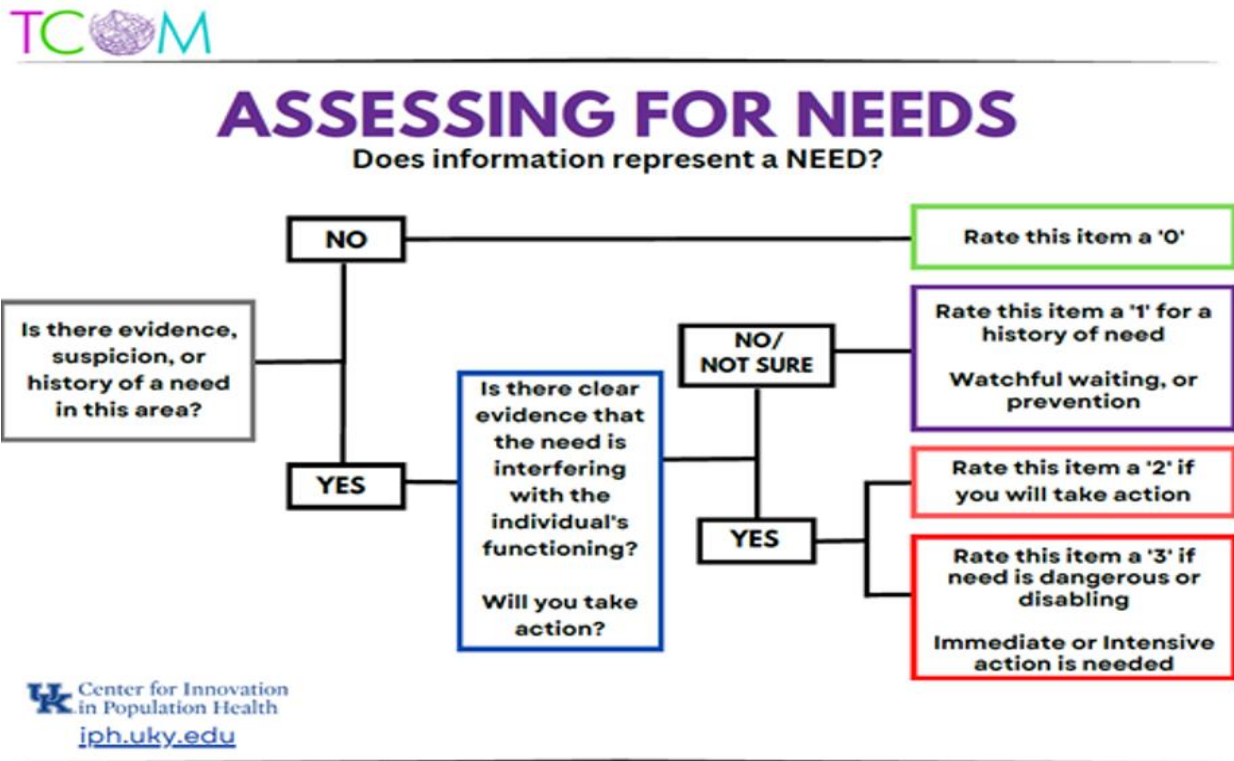 TCOM
ASSESSING FOR NEEDS
Does information represent a NEED?
NO
Rate this item a '0'
Is there evidence,
suspicion, or
history of a need
in this area?
YES
Is there clear
evidence that
the need is
interfering
with the
individual's
functioning?
Will you take
action?
NO/
NOT SURE
Rate this item a '1' for a
history of need
Watchful waiting, or
prevention
YES
Rate this item a '2' if
you will take action
Rate this item a '3' if
need is dangerous or
disabling
Immediate or Intensive
action is needed
UK
Center for Innovation
in Population Health
iph.uky.edu